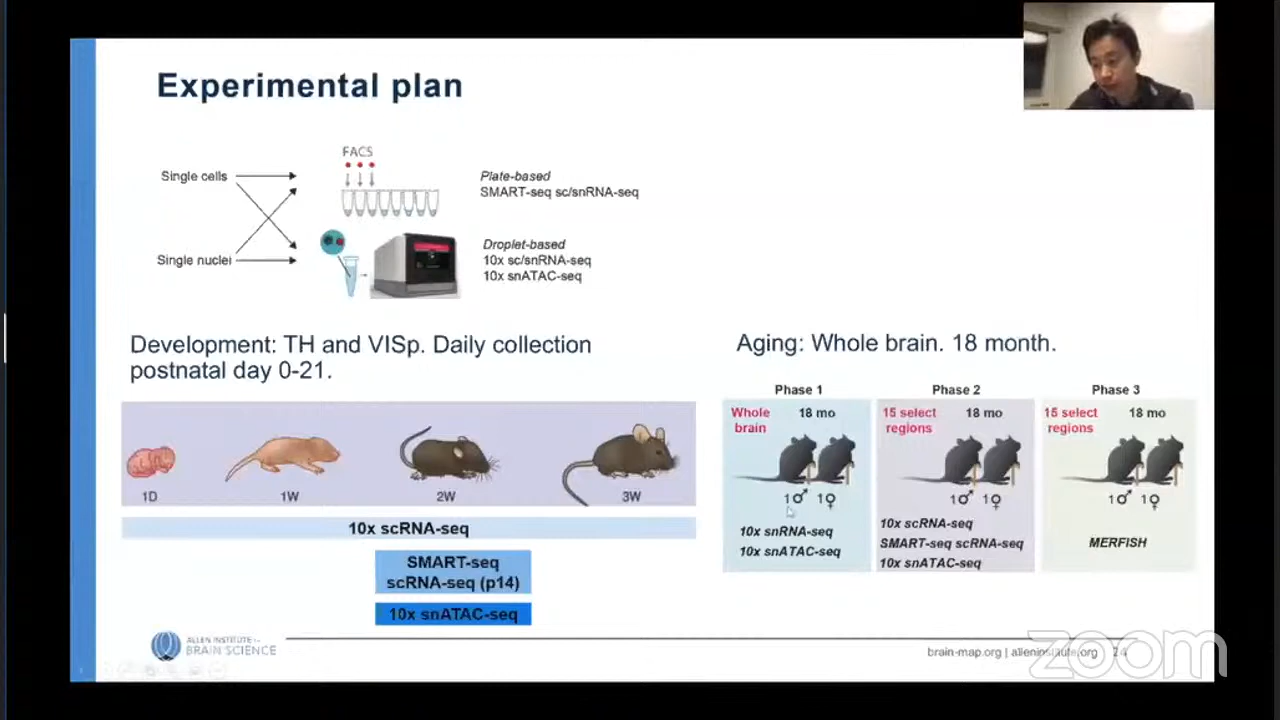 Experimental plan
FACS
Single cells
Plate-based
SMART-seq sc/snRNA-seq
Single nuclei
Droplet-based
10x sc/snRNA-seq
10x snATAC-seq
Development: TH and VISp. Daily collection
postnatal day 0-21.
1D
1W
2W
3W
10x scRNA-seq
SMART-seq
scRNA-seq (p14)
10x snATAC-seq
Aging: Whole brain. 18 month.
Phase 1
Whole
brain
18 mo
1♂ 1♀
10x snRNA-seq
10x snATAC-seq
Phase 2
15 select
regions
18 mo
1♂ 1♀
10x scRNA-seq
SMART-seq scRNA-seq
10x snATAC-seq
Phase 3
15 select
regions
18 mo
1♂ 1♀
MERFISH
ALLEN INSTITUTE for
BRAIN SCIENCE
brain-map.org | alleninstitute.org | 24
zoom